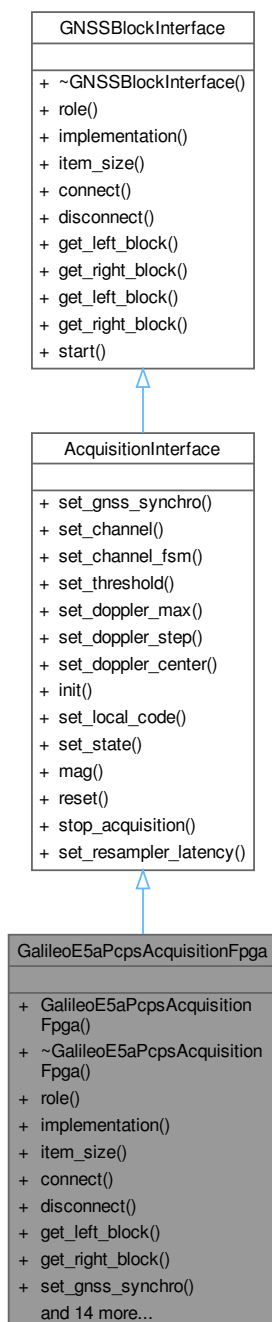 GNSSBlockInterface
+ ~GNSSBlockInterface()
+ role()
+ implementation()
+ item_size()
+ connect()
+ disconnect()
+ get_left_block()
+ get_right_block()
+ get_left_block()
+ get_right_block()
+ start()
AcquisitionInterface
+ set_gnss_synchro()
+ set_channel()
+ set_channel_fsm()
+ set_threshold()
+ set_doppler_max()
+ set_doppler_step()
+ set_doppler_center()
+ init()
+ set_local_code()
+ set_state()
+ mag()
+ reset()
+ stop_acquisition()
+ set_resampler_latency()
GalileoE5aPcpsAcquisitionFpga
+ GalileoE5aPcpsAcquisition
Fpga()
+ ~GalileoE5aPcpsAcquisition
Fpga()
+ role()
+ implementation()
+ item_size()
+ connect()
+ disconnect()
+ get_left_block()
+ get_right_block()
+ set_gnss_synchro()
and 14 more...